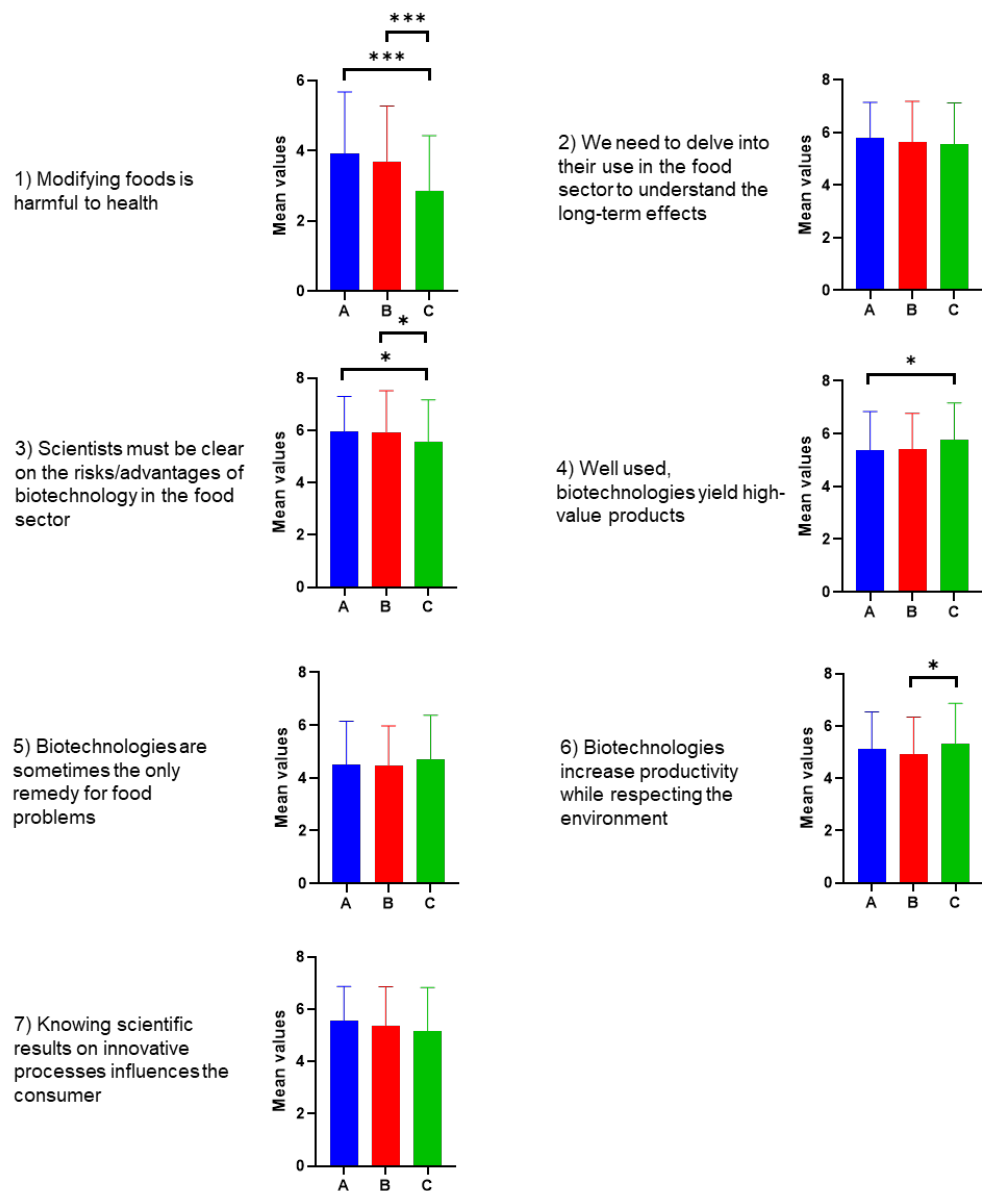 ***
***
1) Modifying foods is
harmful to health
Mean values
6
4
2
0
A B C
2) We need to delve into
their use in the food
sector to understand the
long-term effects
Mean values
8
6
4
2
0
A B C
*
*
3) Scientists must be clear
on the risks/advantages of
biotechnology in the food
sector
Mean values
8
6
4
2
0
A B C
*
4) Well used,
biotechnologies yield high-
value products
Mean values
8
6
4
2
0
A B C
5) Biotechnologies are
sometimes the only
remedy for food
problems
Mean values
8
6
4
2
0
A B C
*
6) Biotechnologies
increase productivity
while respecting the
environment
Mean values
8
6
4
2
0
A B C
7) Knowing scientific
results on innovative
processes influences the
consumer
Mean values
8
6
4
2
0
A B C